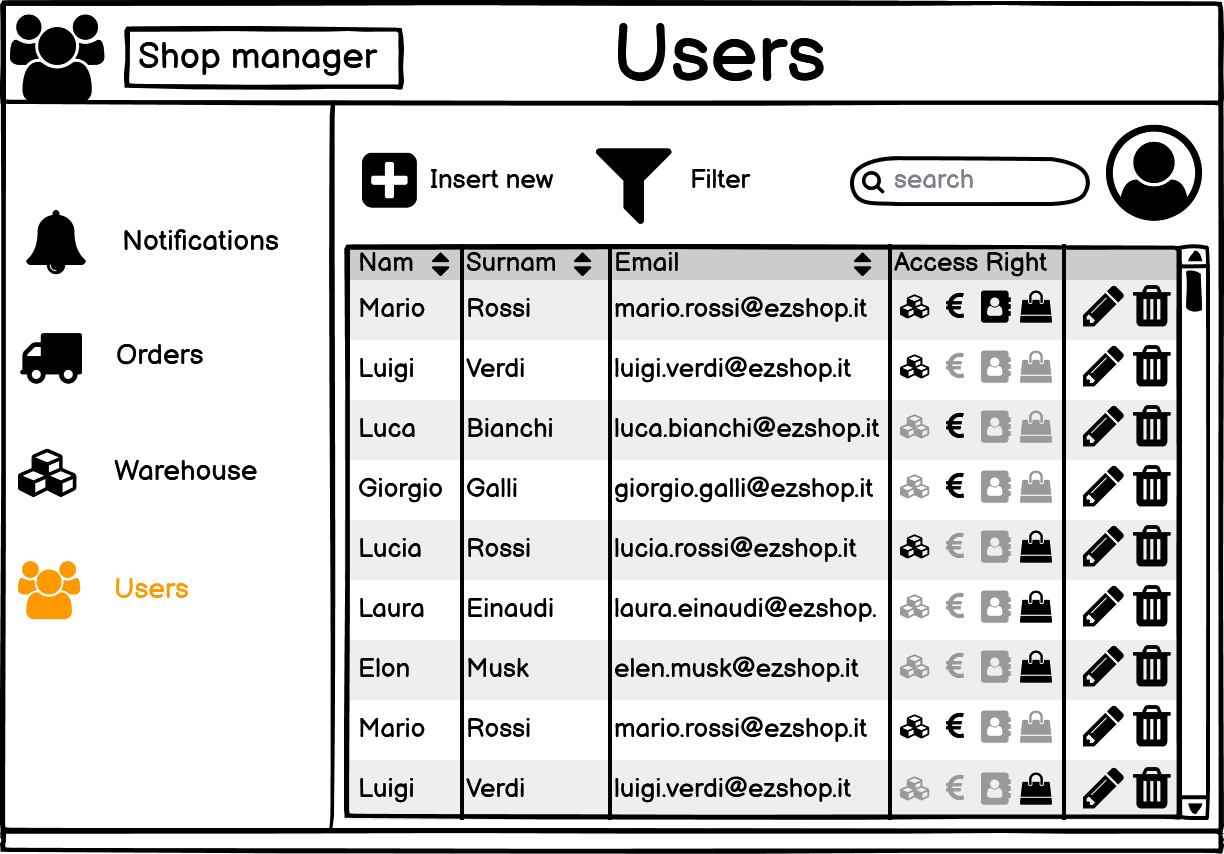 Shop manager
Users
Notifications
Orders
Warehouse
Users
Insert new
Filter
search
Nam Surnam Email Access Right
Mario Rossi mario.rossi@ezshop.it €
Luigi Verdi luigi.verdi@ezshop.it €
Luca Bianchi luca.bianchi@ezshop.it €
Giorgio Galli giorgio.galli@ezshop.it €
Lucia Rossi lucia.rossi@ezshop.it €
Laura Einaudi laura.einaudi@ezshop. €
Elon Musk elen.musk@ezshop.it €
Mario Rossi mario.rossi@ezshop.it €
Luigi Verdi luigi.verdi@ezshop.it €